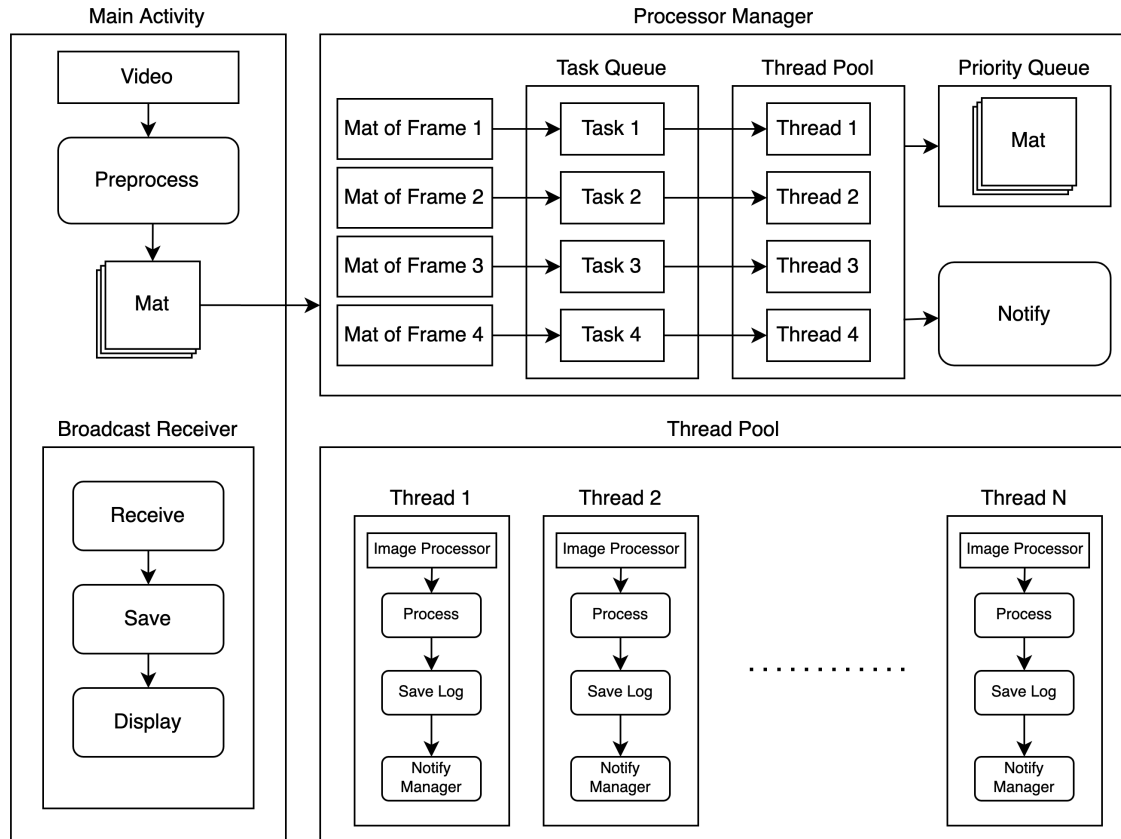 Main Activity
Video
Preprocess
Mat
Broadcast Receiver
Receive
Save
Display
Processor Manager
Task Queue
Thread Pool
Priority Queue
Mat of Frame 1
Task 1
Thread 1
Mat of Frame 2
Task 2
Thread 2
Mat of Frame 3
Task 3
Thread 3
Mat of Frame 4
Task 4
Thread 4
Mat
Notify
Thread Pool
Thread 1
Image Processor
Process
Save Log
Notify
Manager
Thread 2
Image Processor
Process
Save Log
Notify
Manager
Thread N
Image Processor
Process
Save Log
Notify
Manager